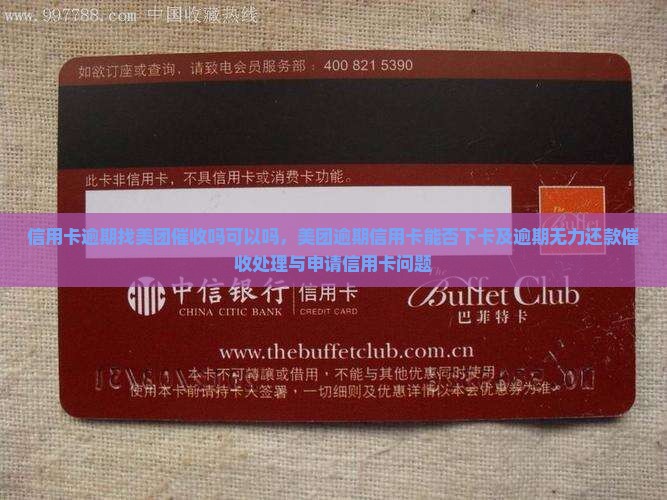 www.997788.com 中国收藏热线
如欲订座或查询，请致电会员服务部：400 821 5390
此卡非信用卡，不具信用卡或消费卡功能。
信用卡逾期找美团催收吗可以吗，美团逾期信用卡能否下卡及逾期无力还款催
收处理与申请信用卡问题
中信银行 信用卡
CHINA CITIC BANK CREDIT CARD
The Buffet Club
巴菲特卡
www.thebuffetclub.com.cn
本卡不可轉讓或借用，不能与其他优惠同时使用。
使用本卡前请持卡人签署，一切细则及优惠详情以本会优惠券为准。